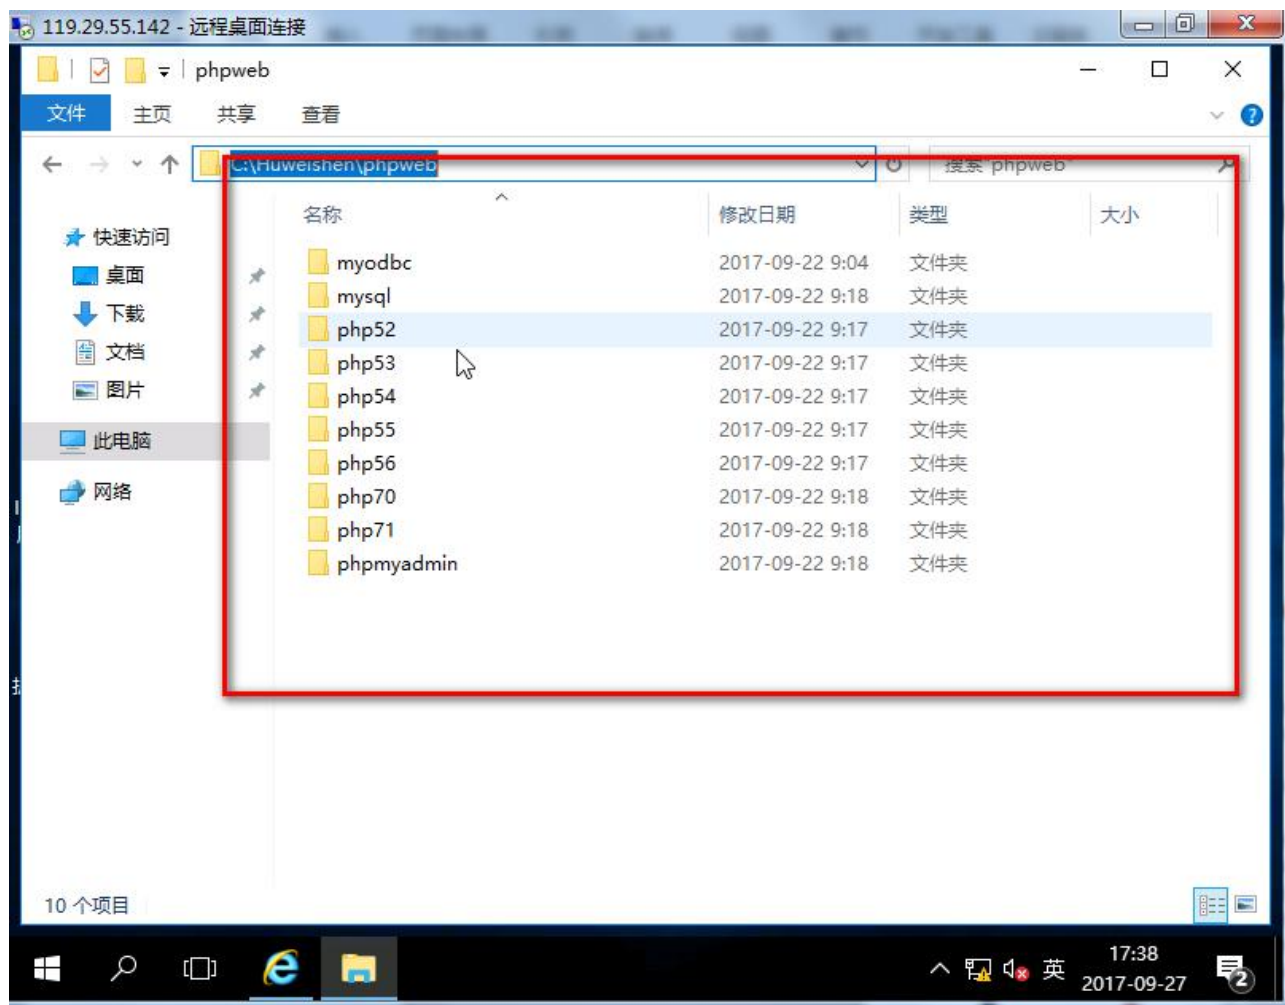 119.29.55.142 - 远程桌面连接
phpweb
文件 主页 共享 查看
C:\Huweishen\phpweb 搜索"phpweb"
名称 修改日期 类型 大小
快速访问
桌面
下载
文档
图片
此电脑
网络
myodbc 2017-09-22 9:04 文件夹
mysql 2017-09-22 9:18 文件夹
php52 2017-09-22 9:17 文件夹
php53 2017-09-22 9:17 文件夹
php54 2017-09-22 9:17 文件夹
php55 2017-09-22 9:17 文件夹
php56 2017-09-22 9:17 文件夹
php70 2017-09-22 9:18 文件夹
php71 2017-09-22 9:18 文件夹
phpmyadmin 2017-09-22 9:18 文件夹
10 个项目
英
17:38
2017-09-27
2